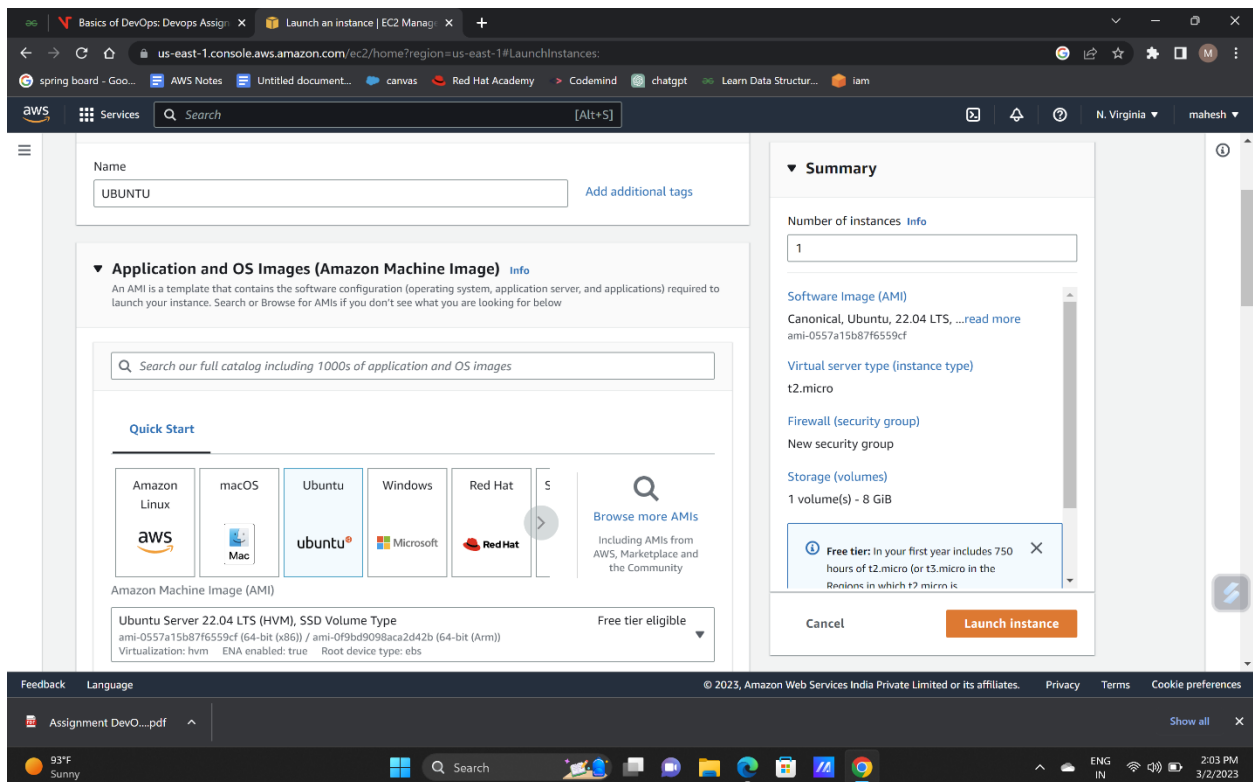 Basics of DevOps: Devops Assign
Launch an instance | EC2 Manage
us-east-1.console.aws.amazon.com/ec2/home?region=us-east-1#LaunchInstances:
M
spring board - Goo...
AWS Notes
Untitled document...
canvas
Red Hat Academy
Codemind
chatgpt
Learn Data Structur...
iam
aws
Services
Search
[Alt+S]
N. Virginia
mahesh
Name
UBUNTU
Add additional tags
Application and OS Images (Amazon Machine Image) Info
An AMI is a template that contains the software configuration (operating system, application server, and applications) required to
launch your instance. Search or Browse for AMIs if you don't see what you are looking for below
Search our full catalog including 1000s of application and OS images
Quick Start
Amazon
Linux
aws
macOS
Mac
Ubuntu
ubuntu
Windows
Microsoft
Red Hat
Red Hat
S
Browse more AMIs
Including AMIs from
AWS, Marketplace and
the Community
Amazon Machine Image (AMI)
Ubuntu Server 22.04 LTS (HVM), SSD Volume Type
Free tier eligible
ami-0557a15b87f6559cf (64-bit (x86)) / ami-0f9bd9098aca2d42b (64-bit (Arm))
Virtualization: hvm ENA enabled: true Root device type: ebs
Summary
Number of instances Info
1
Software Image (AMI)
Canonical, Ubuntu, 22.04 LTS, ...read more
ami-0557a15b87f6559cf
Virtual server type (instance type)
t2.micro
Firewall (security group)
New security group
Storage (volumes)
1 volume(s) - 8 GiB
Free tier: In your first year includes 750
hours of t2.micro (or t3.micro in the
Regions in which t2.micro is
Cancel
Launch instance
Feedback
Language
© 2023, Amazon Web Services India Private Limited or its affiliates.
Privacy
Terms
Cookie preferences
Assignment DevO....pdf
Show all
93°F
Sunny
Search
ENG
IN
2:03 PM
3/2/2023